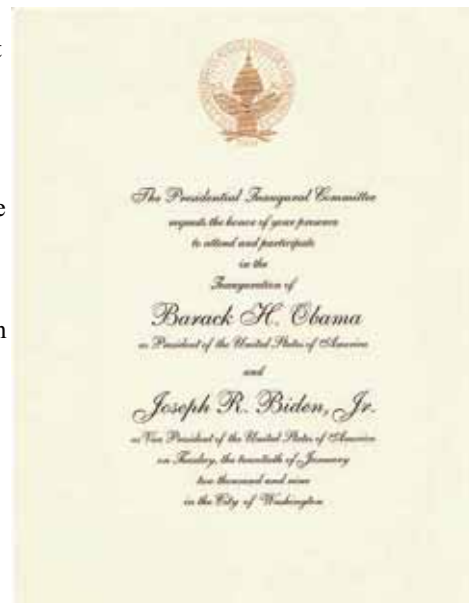 The Presidential Inaugural Committee
requests the honor of your presence
to attend and participate
in the
Inauguration of
Barack H. Obama
as President of the United States of America
and
Joseph R. Biden, Jr.
as Vice President of the United States of America
on Tuesday, the twentieth of January
two thousand and nine
in the City of Washington